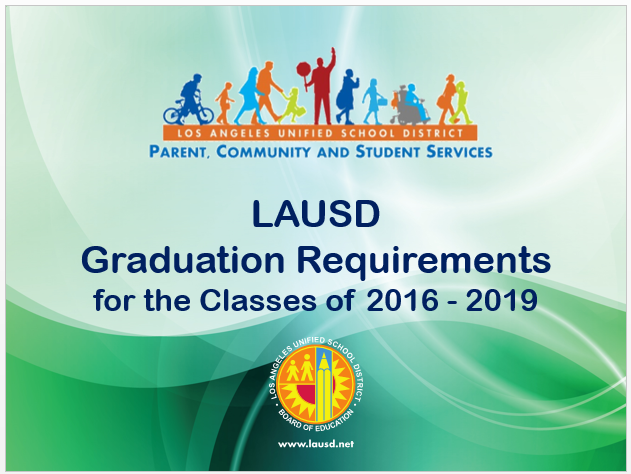 LOS ANGELES UNIFIED SCHOOL DISTRICT
PARENT, COMMUNITY AND STUDENT SERVICES
LAUSD
Graduation Requirements
for the Classes of 2016 - 2019
LOS ANGELES UNIFIED SCHOOL DISTRICT
BOARD OF EDUCATION
www.lausd.net